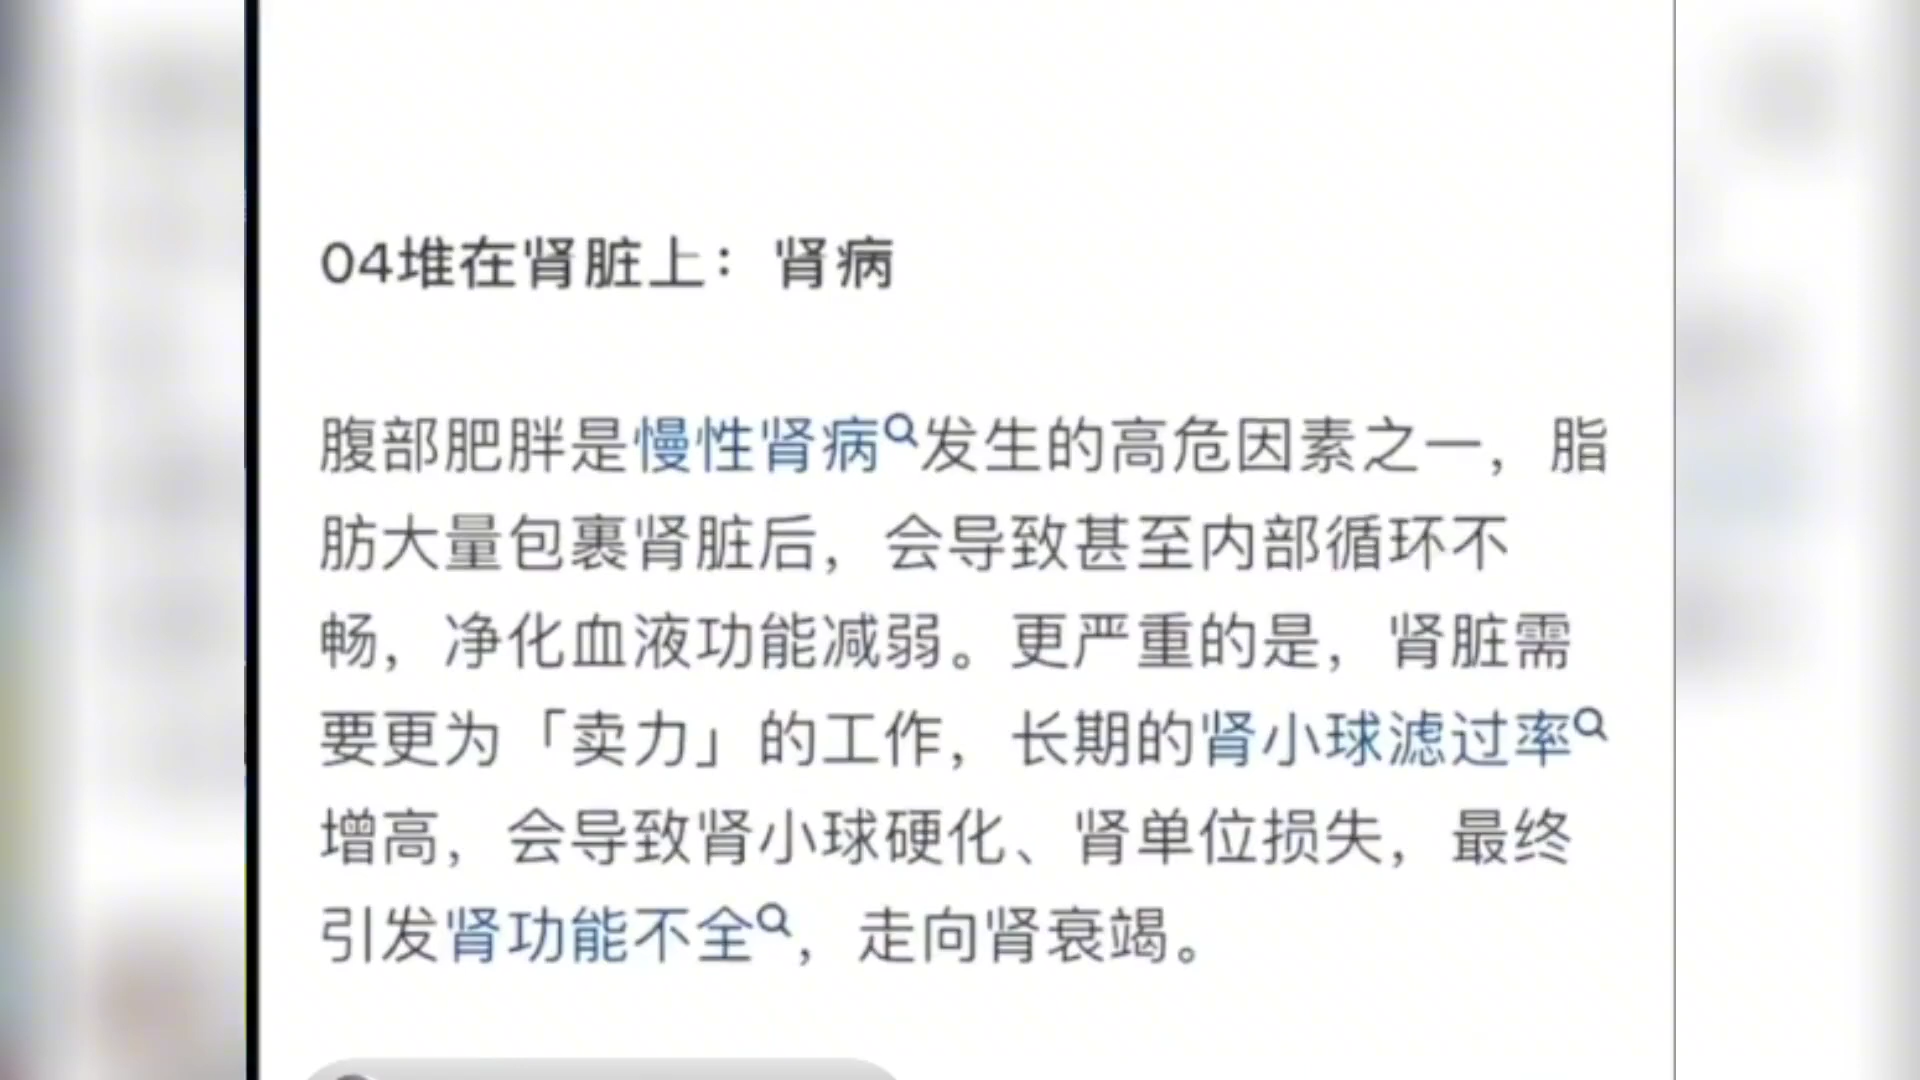 04堆在肾脏上：肾病
腹部肥胖是慢性肾病发生的高危因素之一，脂
肪大量包裹肾脏后，会导致甚至内部循环不
畅，净化血液功能减弱。更严重的是，肾脏需
要更为「卖力」的工作，长期的肾小球滤过率
增高，会导致肾小球硬化、肾单位损失，最终
引发肾功能不全，走向肾衰竭。